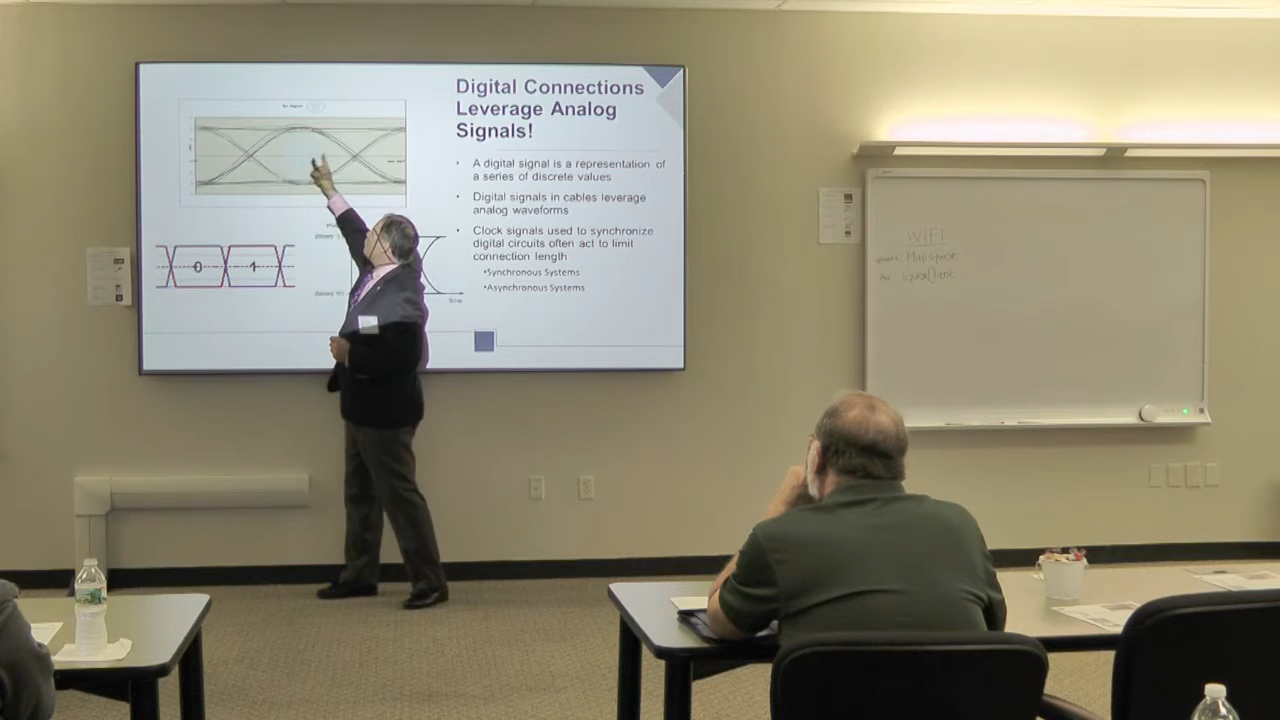 Digital Connections
Leverage Analog
Signals!
• A digital signal is a representation of
a series of discrete values
• Digital signals in cables leverage
analog waveforms
• Clock signals used to synchronize
digital circuits often act to limit
connection length
•Synchronous Systems
•Asynchronous Systems
0 1
Time
WIFI